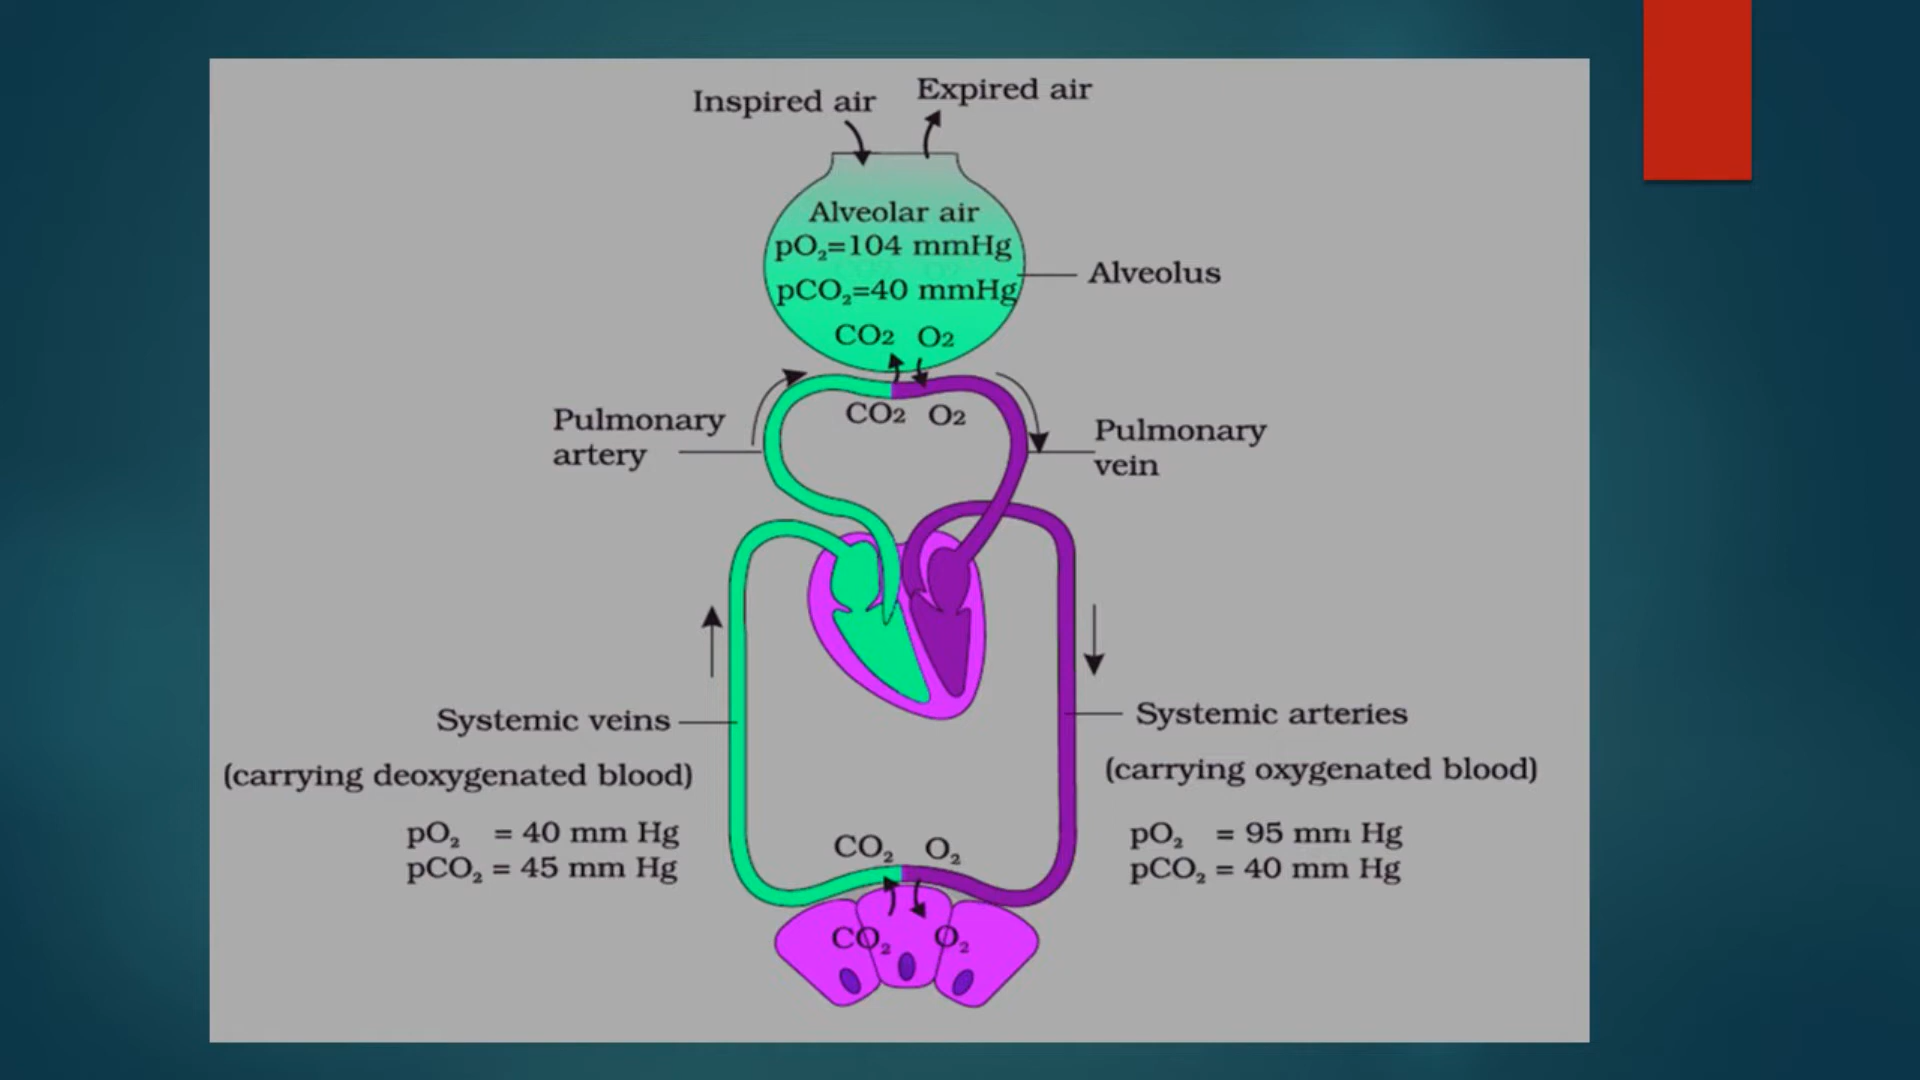 Inspired air
Expired air
Alveolar air
pO₂=104 mmHg
pCO₂=40 mmHg
Alveolus
CO2 O2
CO2 O2
Pulmonary
artery
Pulmonary
vein
Systemic veins
(carrying deoxygenated blood)
pO₂ = 40 mm Hg
pCO₂ = 45 mm Hg
Systemic arteries
(carrying oxygenated blood)
pO₂ = 95 mm Hg
pCO₂ = 40 mm Hg
CO₂ O₂
CO₂ O₂